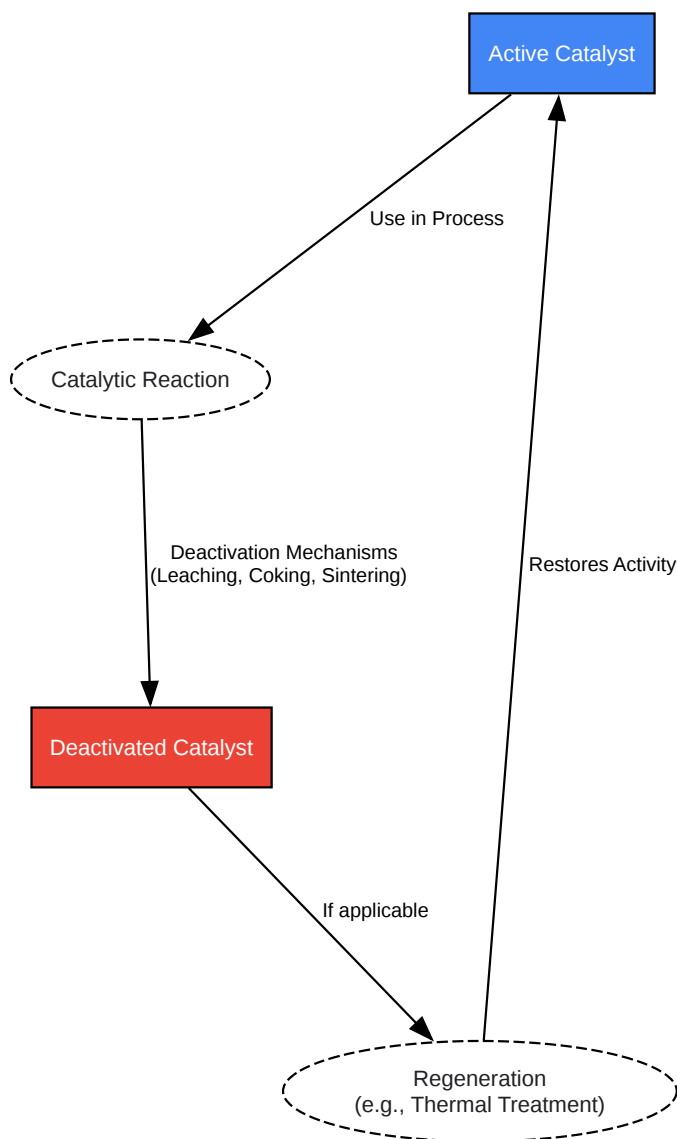 Active Catalyst
Use in Process
Catalytic Reaction
Deactivation Mechanisms
(Leaching, Coking, Sintering)
Restores Activity
Deactivated Catalyst
If applicable
Regeneration
(e.g., Thermal Treatment)